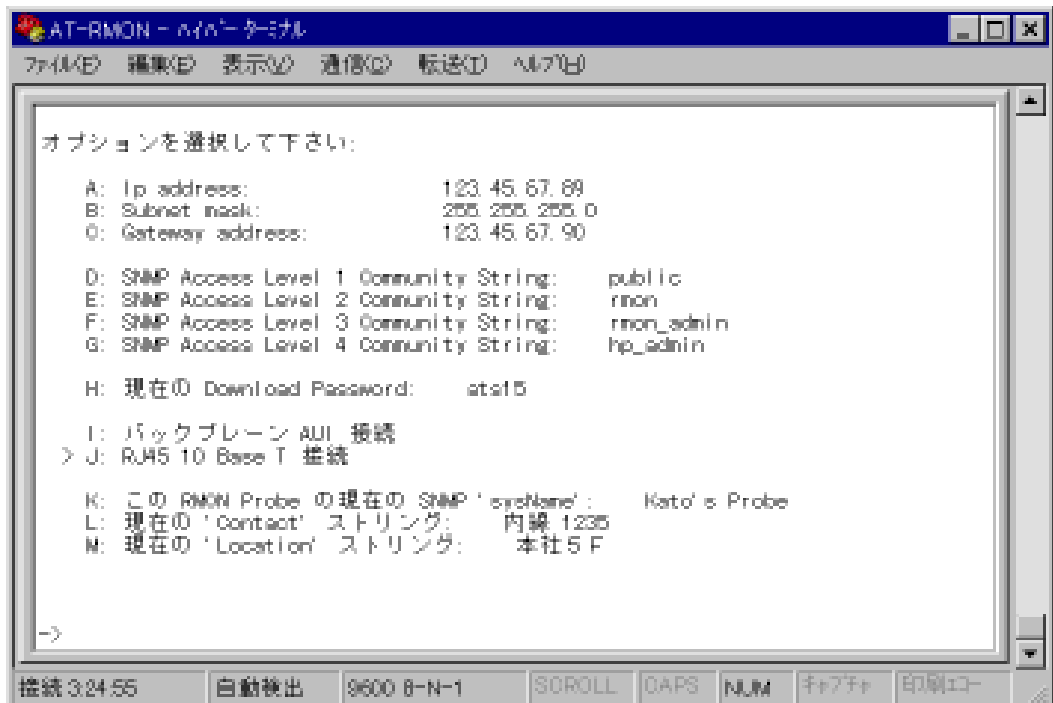 AT-RMON - ハイパーターミナル
ファイル(F) 編集(E) 表示(V) 通信(C) 転送(T) ヘルプ(H)
オプションを選択して下さい:
A: Ip address: 123.45.67.89
B: Subnet mask: 255.255.255.0
C: Gateway address: 123.45.67.90
D: SNMP Access Level 1 Community String: public
E: SNMP Access Level 2 Community String: rmon
F: SNMP Access Level 3 Community String: rmon_admin
G: SNMP Access Level 4 Community String: hp_admin
H: 現在の Download Password: ats15
I: バックプレーン AUI 接続
> J: RJ45 10 Base T 接続
K: この RMON Probe の現在の SNMP 'sysName': Kato's Probe
L: 現在の 'Contact' ストリング: 内線 1235
M: 現在の 'Location' ストリング: 本社5F
->
接続 3:24:55 自動検出 9600 8-N-1 SCROLL CAPS NUM キャプチャ 印刷エコー